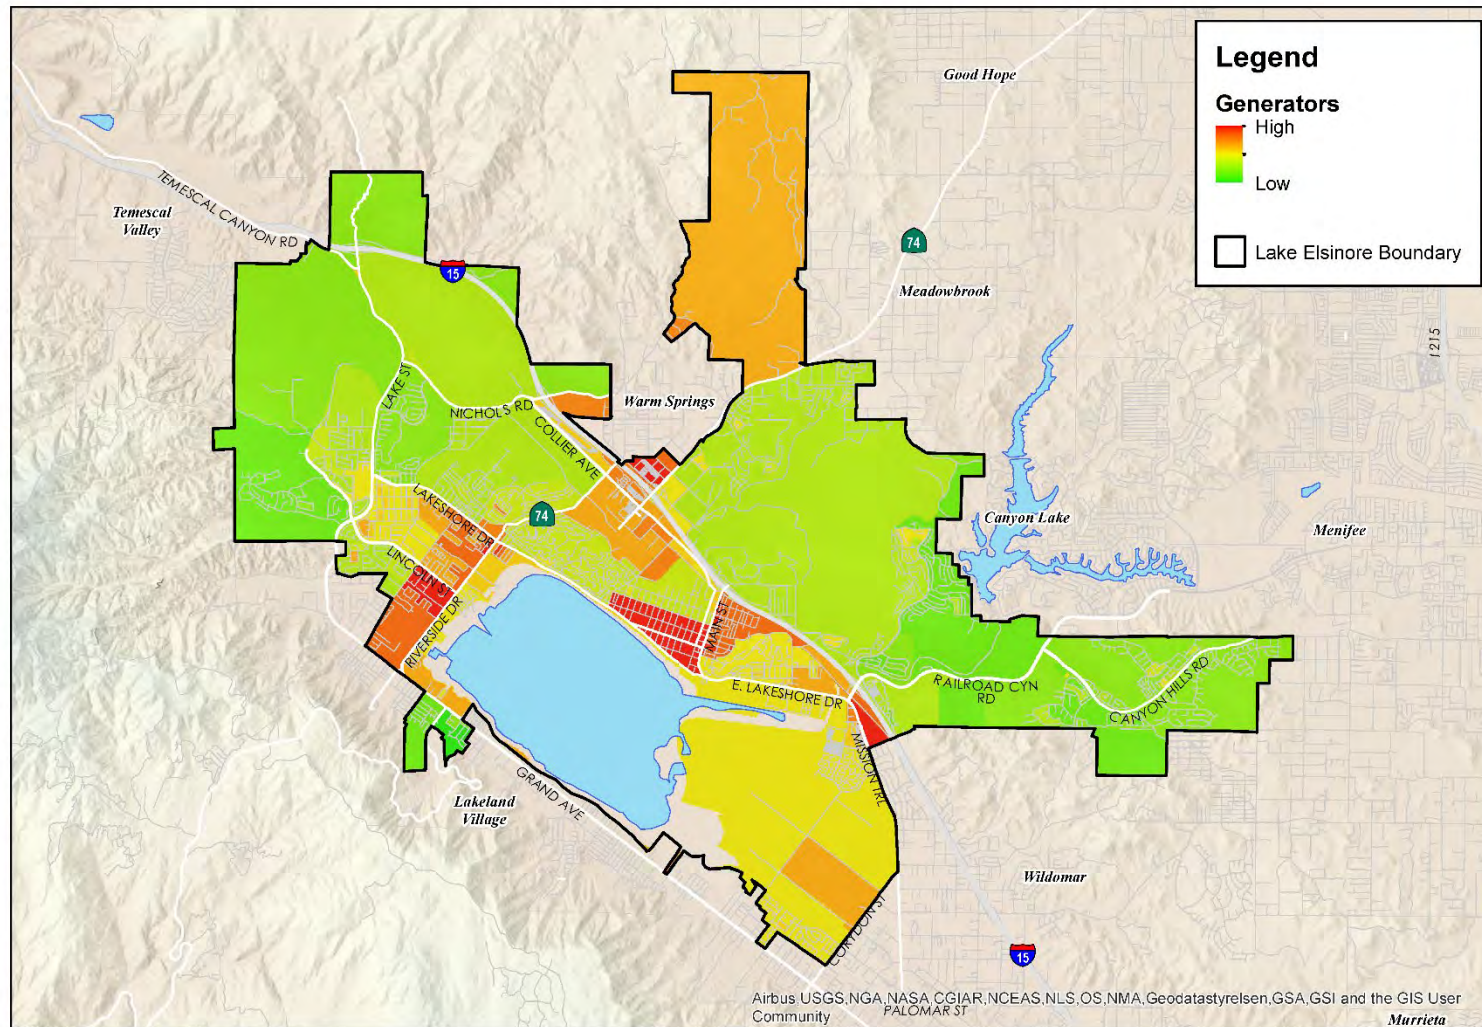 Legend
Generators
High
Low
Lake Elsinore Boundary
Good Hope
74
Meadowbrook
TEMESCAL CANYON RD
Temescal
Valley
15
1215
LAKE ST
NICHOLS RD
Warm Springs
COLLIER AVE
LAKESHORE DR
74
Canyon Lake
Menifee
LINCOLN ST
RIVERSIDE DR
MAIN ST
E. LAKESHORE DR
RAILROAD CYN
RD
CANYON HILLS RD
MISSION TRL
GRAND AVE
Lakeland
Village
Wildomar
CORYDON ST
15
Airbus,USGS,NGA,NASA,CGIAR,NCEAS,NLS,OS,NMA,Geodatastyrelsen,GSA,GSI and the GIS User
Community
PALOMAR ST
Murrieta